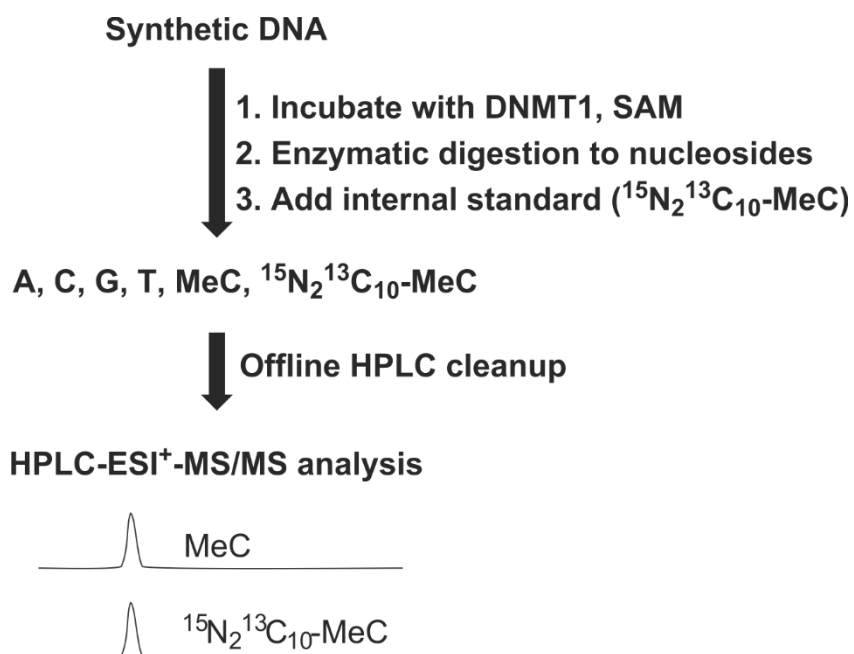 Synthetic DNA
1. Incubate with DNMT1, SAM
2. Enzymatic digestion to nucleosides
3. Add internal standard (¹⁵N₂¹³C₁₀-MeC)
A, C, G, T, MeC, ¹⁵N₂¹³C₁₀-MeC
Offline HPLC cleanup
HPLC-ESI⁺-MS/MS analysis
MeC
¹⁵N₂¹³C₁₀-MeC